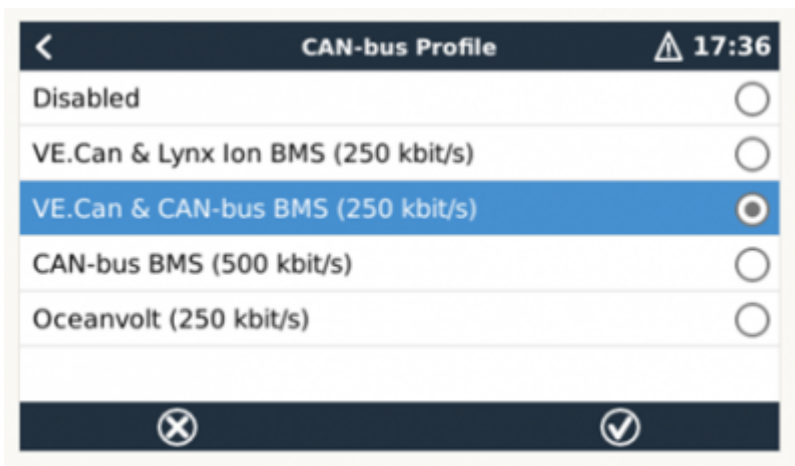 CAN-bus Profile 17:36
Disabled
VE.Can & Lynx Ion BMS (250 kbit/s)
VE.Can & CAN-bus BMS (250 kbit/s)
CAN-bus BMS (500 kbit/s)
Oceanvolt (250 kbit/s)